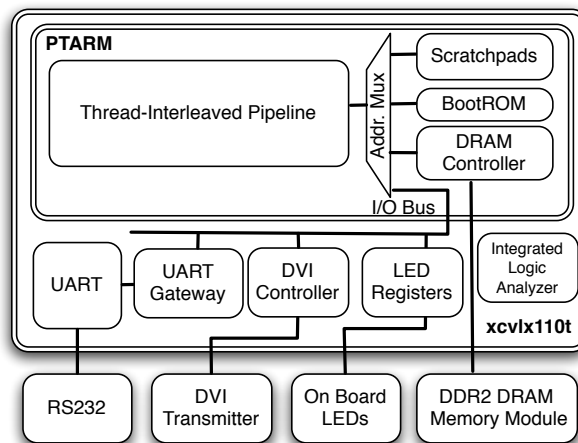 PTARM
Thread-Interleaved Pipeline
Addr. Mux
Scratchpads
BootROM
DRAM
Controller
I/O Bus
UART
UART
Gateway
DVI
Controller
LED
Registers
Integrated
Logic
Analyzer
xcvlx110t
RS232
DVI
Transmitter
On Board
LEDs
DDR2 DRAM
Memory Module